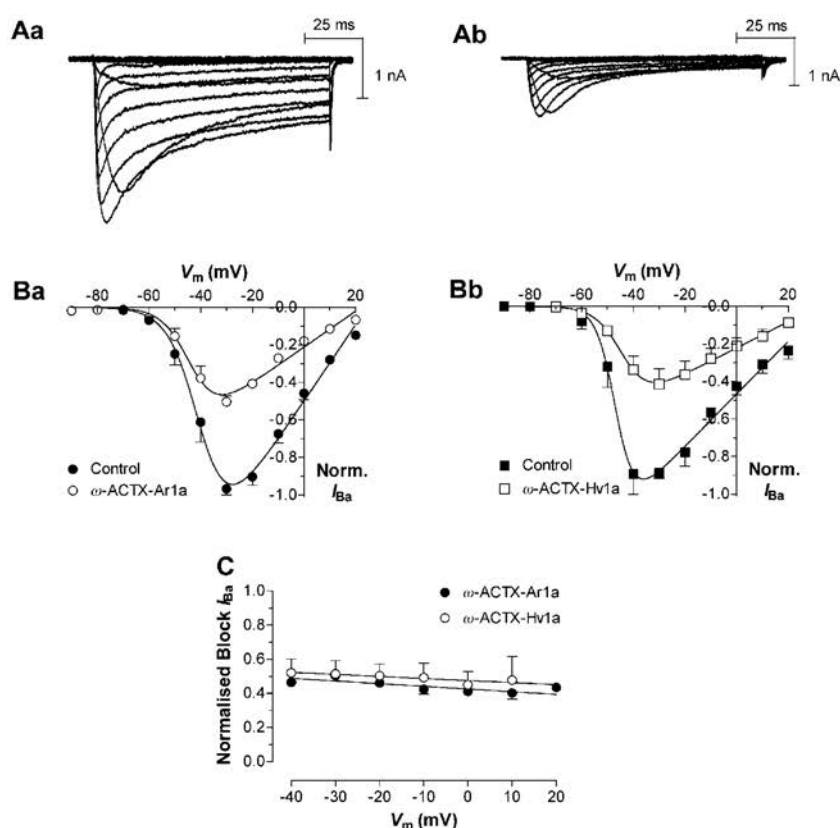 Aa
25 ms
1 nA
Ab
25 ms
1 nA
Ba
Vm (mV)
-80 -60 -40 -20 0 20
0.0
-0.2
-0.4
-0.6
-0.8
-1.0
Control
ω-ACTX-Ar1a
Norm.
IBa
Bb
Vm (mV)
-80 -60 -40 -20 0 20
0.0
-0.2
-0.4
-0.6
-0.8
-1.0
Control
ω-ACTX-Hv1a
Norm.
IBa
C
Normalised Block IBa
1.0
0.8
0.6
0.4
0.2
0.0
ω-ACTX-Ar1a
ω-ACTX-Hv1a
-40 -30 -20 -10 0 10 20
Vm (mV)